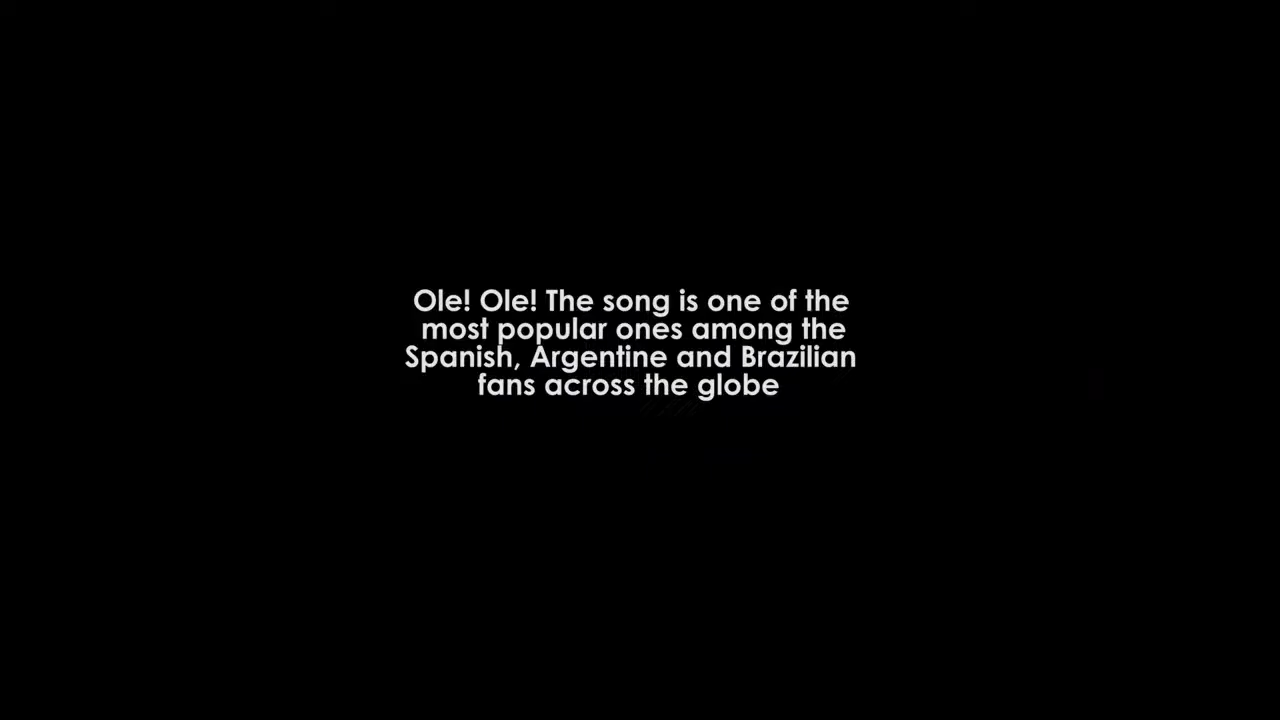 Ole! Ole! The song is one of the
most popular ones among the
Spanish, Argentine and Brazilian
fans across the globe